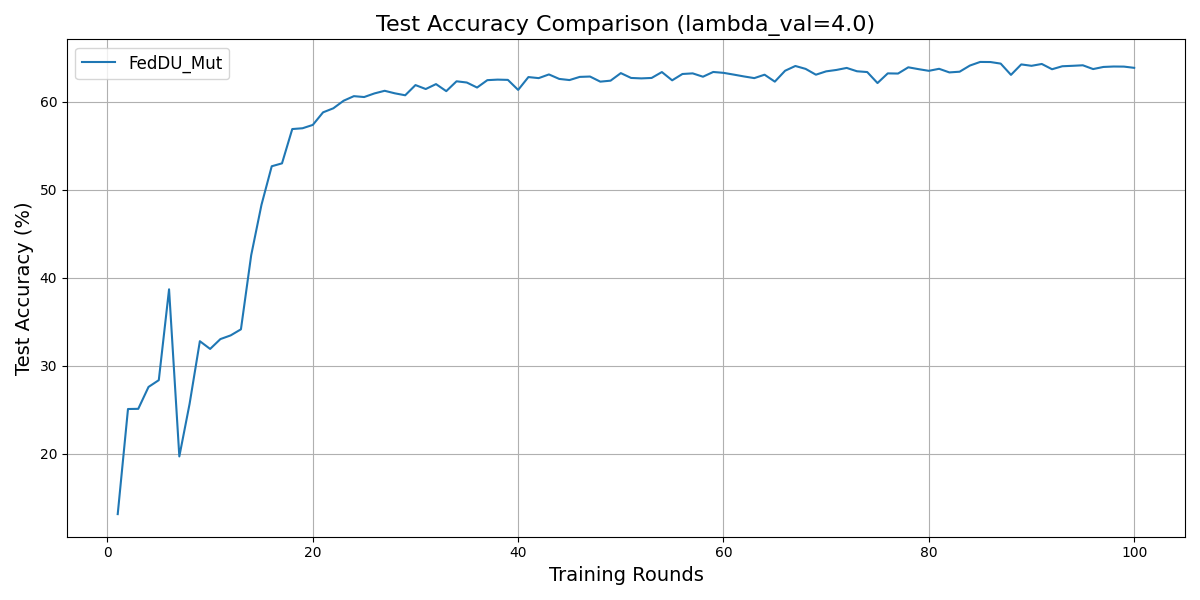 Test Accuracy Comparison (lambda_val=4.0)
FedDU_Mut
Test Accuracy (%)
60
50
40
30
20
0 20 40 60 80 100
Training Rounds